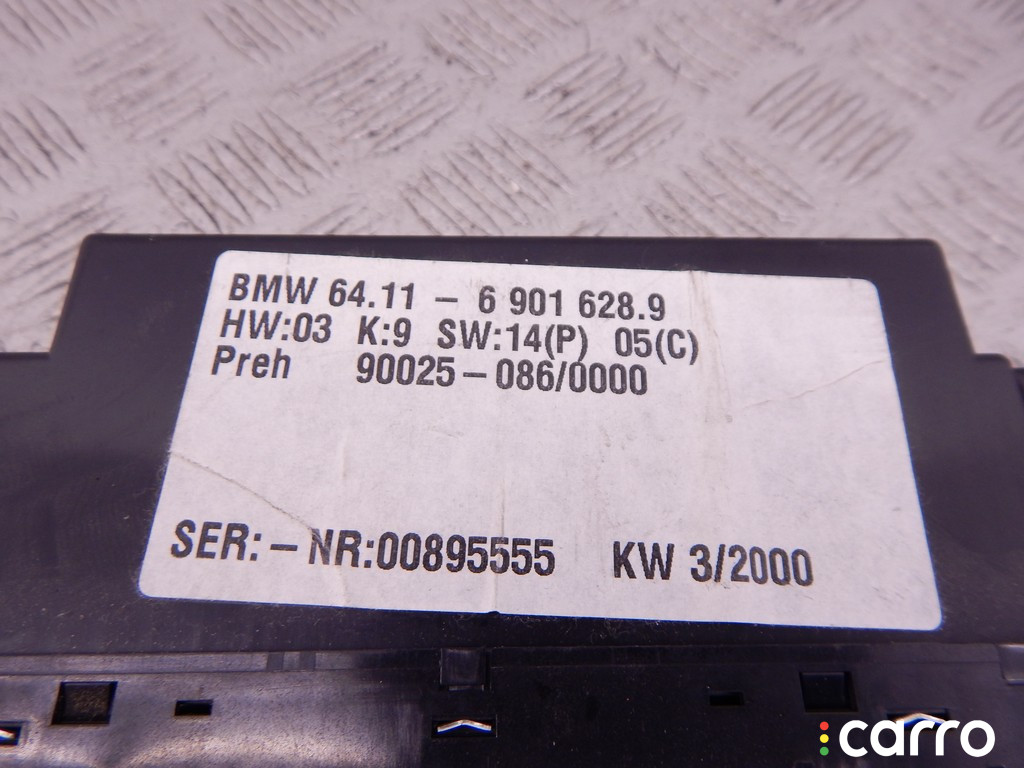 BMW 64.11 - 6 901 628.9
HW:03 K:9 SW:14(P) 05(C)
Preh 90025-086/0000
SER:-NR:00895555 KW 3/2000
carro